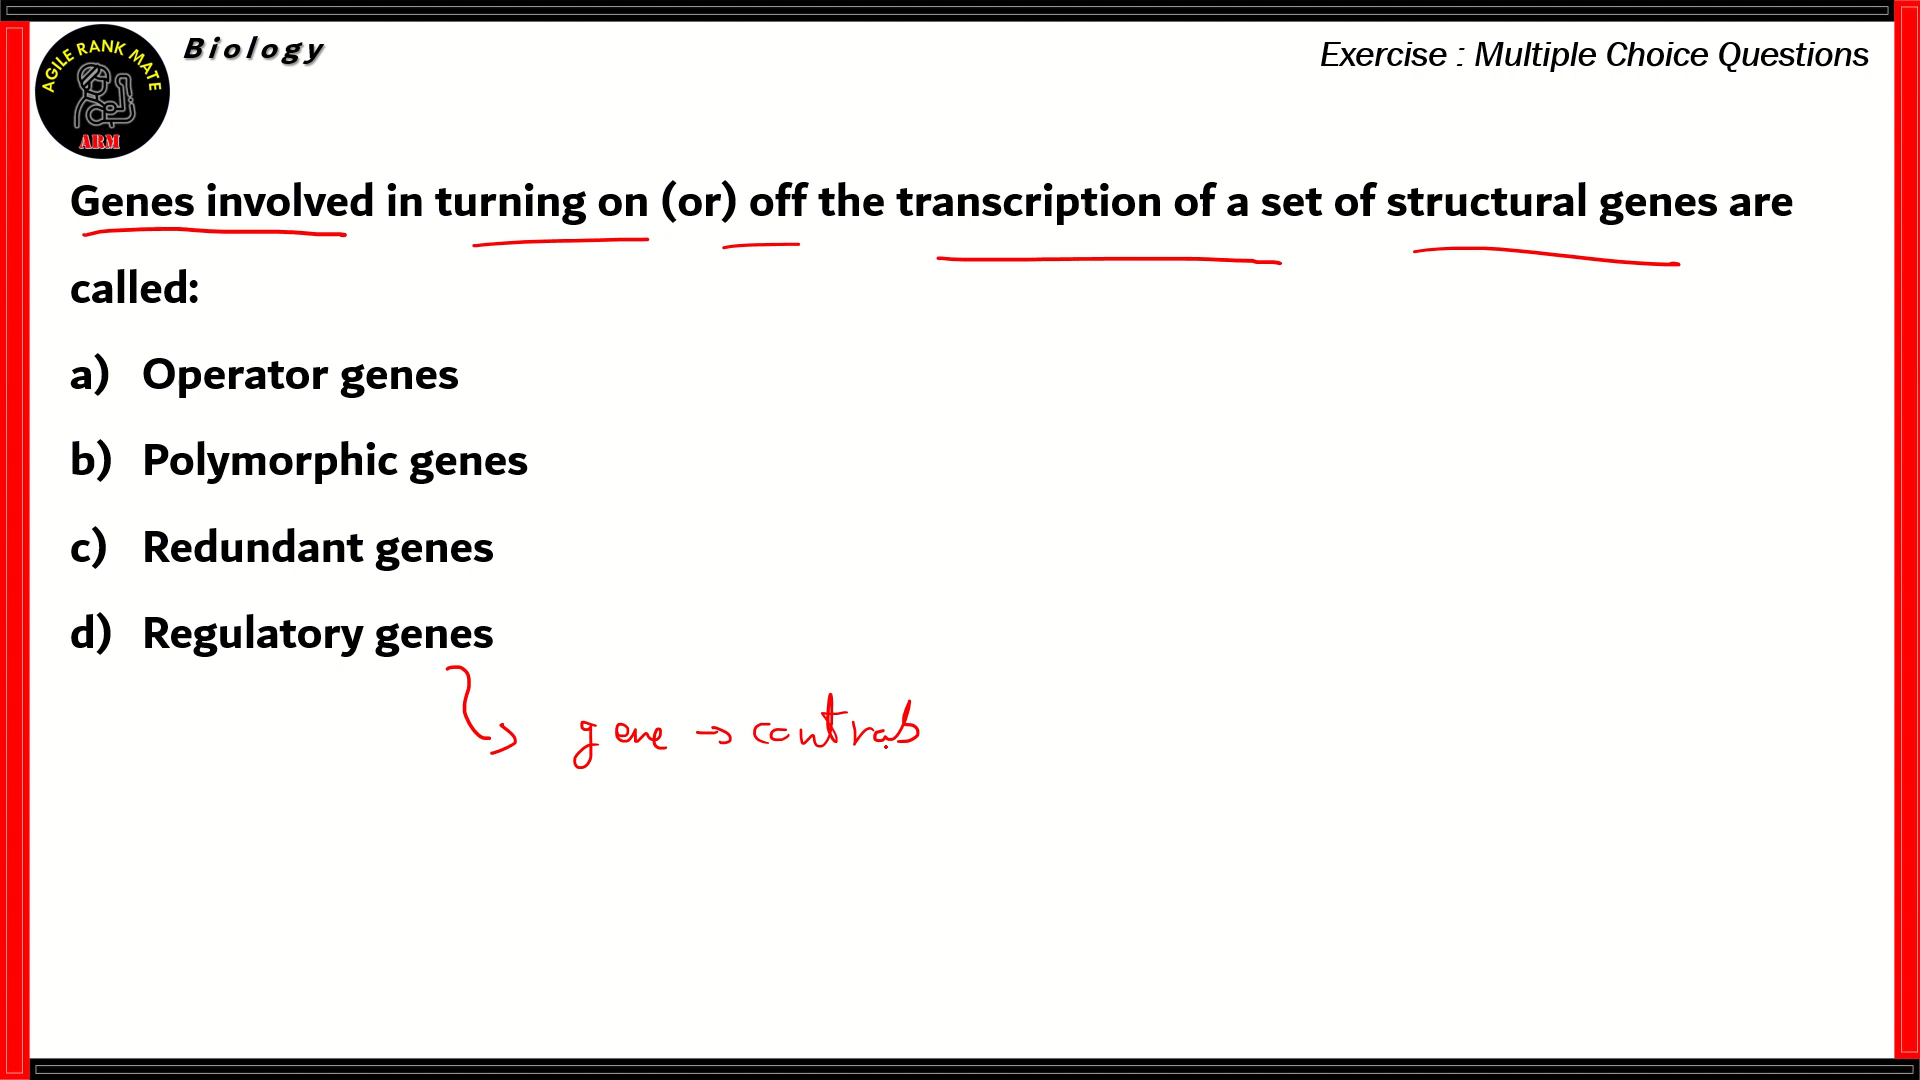 AGILE RANK MATE
ARM
Biology
Exercise : Multiple Choice Questions
Genes involved in turning on (or) off the transcription of a set of structural genes are
called:
a) Operator genes
b) Polymorphic genes
c) Redundant genes
d) Regulatory genes
gene → controls